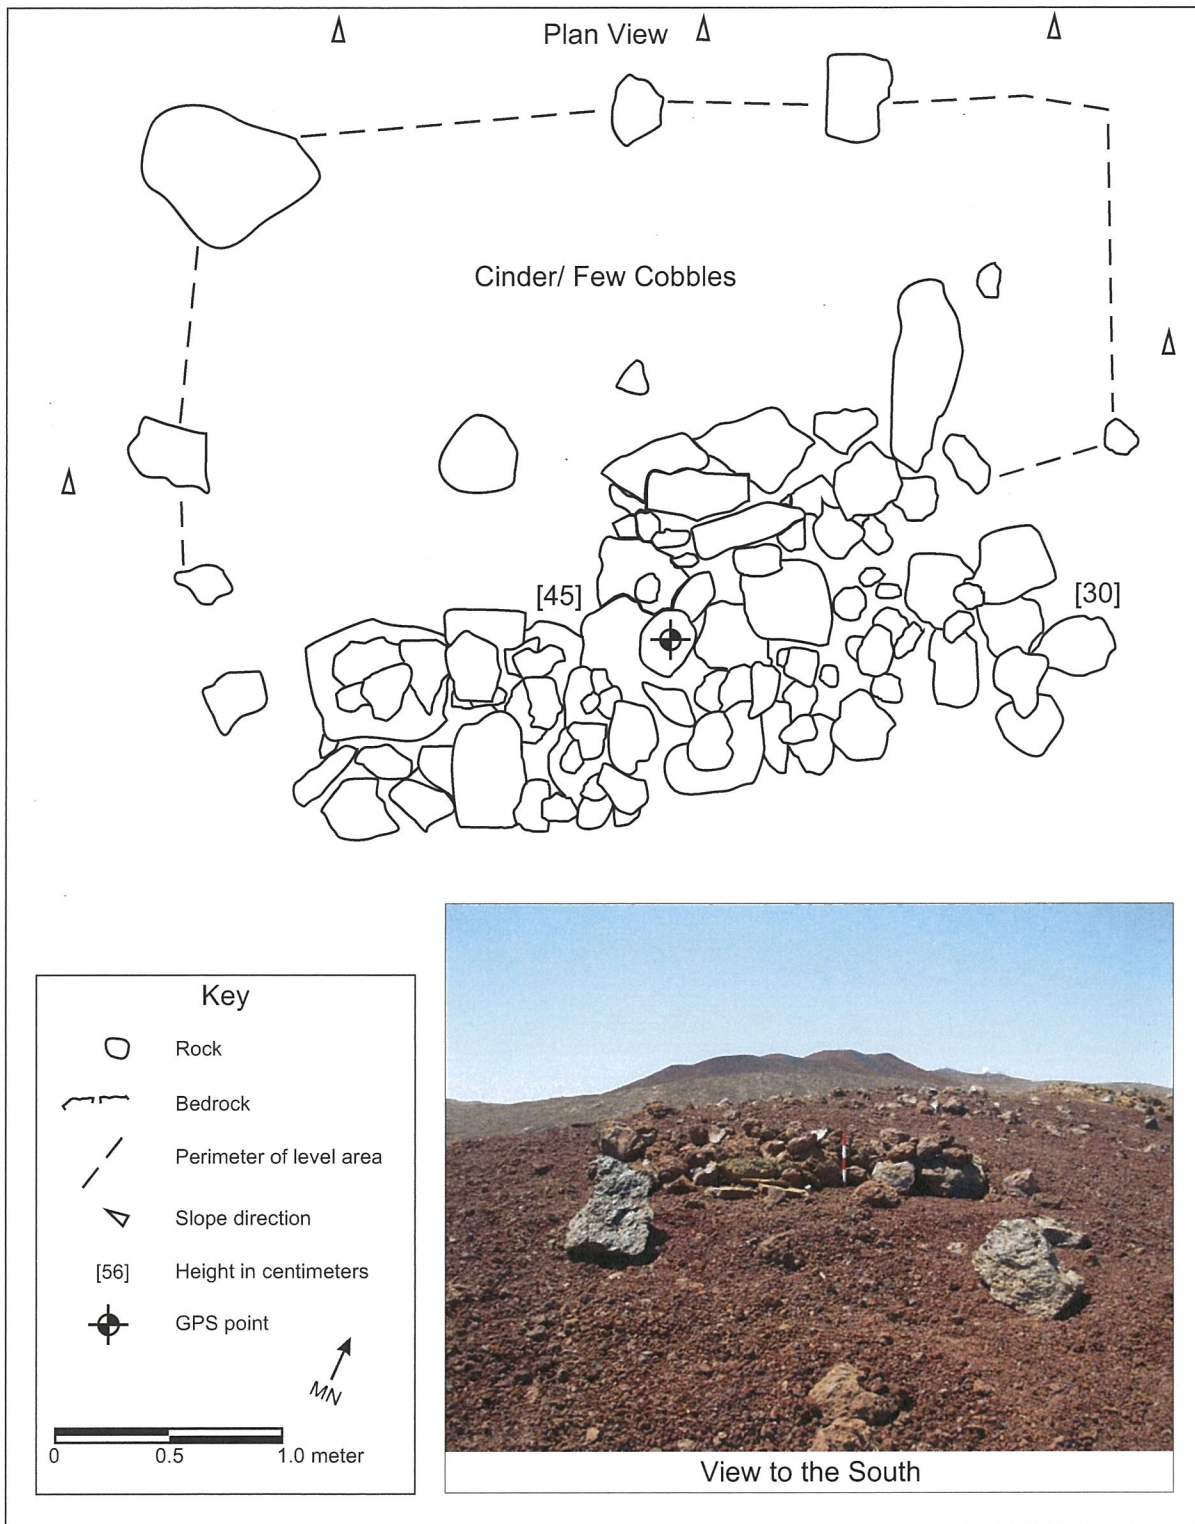 Plan View
Cinder/ Few Cobbles
[45]
[30]
Key
Rock
Bedrock
Perimeter of level area
Slope direction
[56] Height in centimeters
GPS point
MN
0 0.5 1.0 meter
View to the South